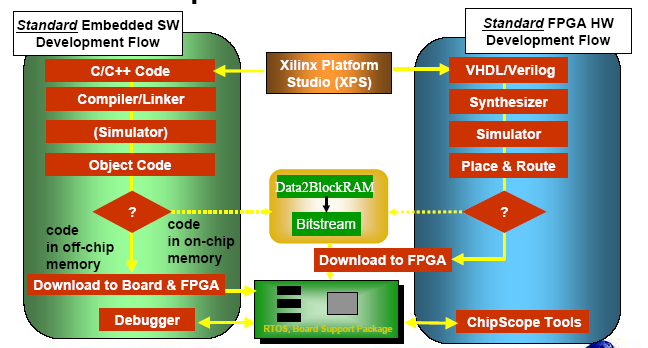 Standard Embedded SW
Development Flow
Standard FPGA HW
Development Flow
C/C++ Code
Xilinx Platform
Studio (XPS)
VHDL/Verilog
Compiler/Linker
Synthesizer
(Simulator)
Simulator
Object Code
Place & Route
Data2BlockRAM
Bitstream
?
?
code
in off-chip
memory
code
in on-chip
memory
Download to FPGA
Download to Board & FPGA
RTOS, Board Support Package
Debugger
ChipScope Tools